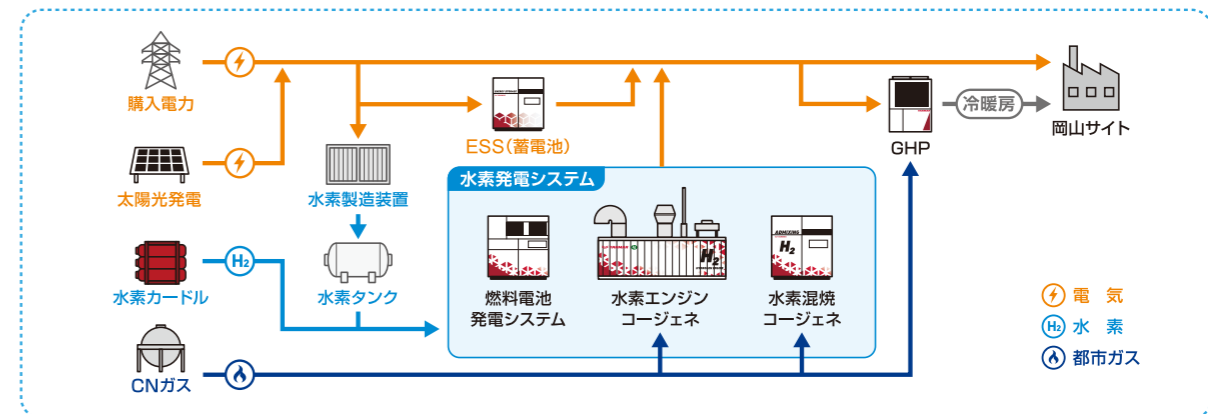 購入電力
太陽光発電
水素製造装置
ESS(蓄電池)
GHP
冷暖房
岡山サイト
水素発電システム
H2
水素カードル
水素タンク
燃料電池
発電システム
H2
水素エンジン
コージェネ
H2
水素混焼
コージェネ
CNガス
電 気
H2 水 素
都市ガス